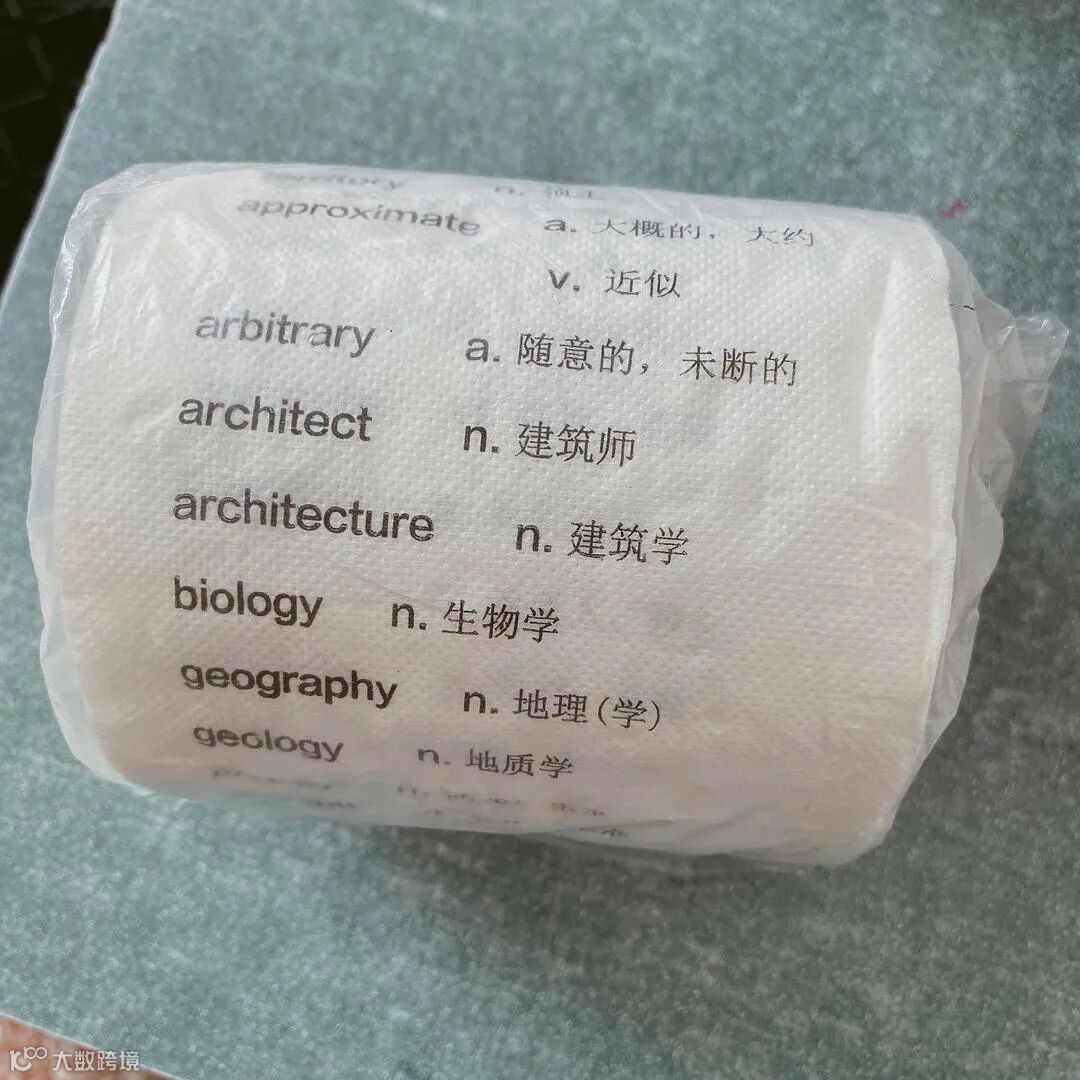 n. 领土
approximate a. 大概的，大约
v. 近似
arbitrary a. 随意的，未断的
architect n. 建筑师
architecture n. 建筑学
biology n. 生物学
geography n. 地理(学)
geology n. 地质学
大数跨境